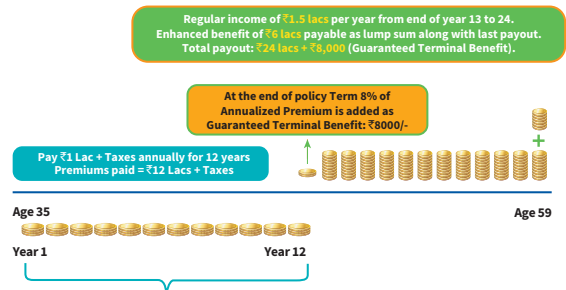 Regular income of ₹1.5 lacs per year from end of year 13 to 24.
Enhanced benefit of ₹6 lacs payable as lump sum along with last payout.
Total payout: ₹24 lacs + ₹8,000 (Guaranteed Terminal Benefit).
At the end of policy Term 8% of
Annualized Premium is added as
Guaranteed Terminal Benefit: ₹8000/-
+
Pay ₹1 Lac + Taxes annually for 12 years
Premiums paid = ₹12 Lacs + Taxes
Age 35
Age 59
Year 1
Year 12